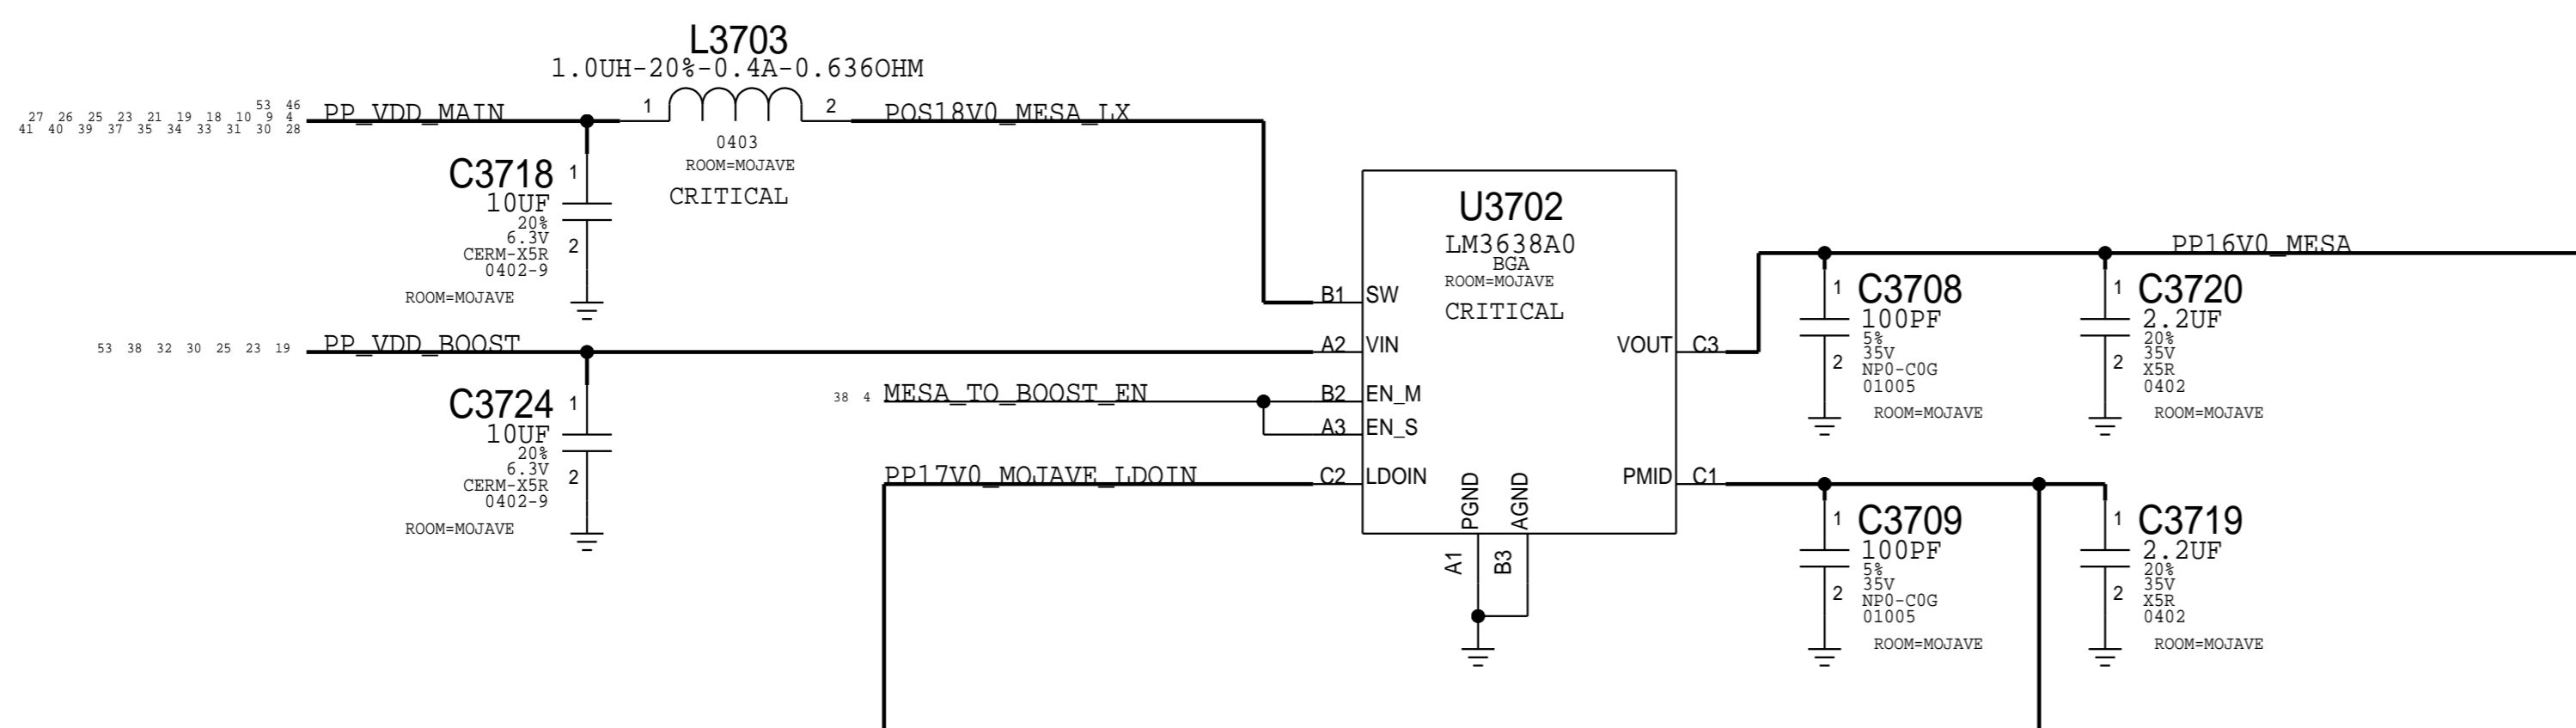 L3703
1.0UH-20%-0.4A-0.636OHM
53 46
27 26 25 23 21 19 18 10 9 4
41 40 39 37 35 34 33 31 30 28
PP_VDD_MAIN
1
2
POS18V0_MESA_LX
0403
ROOM=MOJAVE
CRITICAL
C3718
1
10UF
20%
6.3V
2
CERM-X5R
0402-9
ROOM=MOJAVE
53 38 32 30 25 23 19
PP_VDD_BOOST
C3724
1
10UF
20%
6.3V
2
CERM-X5R
0402-9
ROOM=MOJAVE
38 4
MESA_TO_BOOST_EN
PP17V0_MOJAVE_LDOIN
U3702
LM3638A0
BGA
ROOM=MOJAVE
CRITICAL
B1 SW
A2 VIN
B2 EN_M
A3 EN_S
C2 LDOIN
VOUT C3
PMID C1
PGND
AGND
A1
B3
PP16V0_MESA
1
C3708
100PF
5%
35V
2
NP0-C0G
01005
ROOM=MOJAVE
1
C3720
2.2UF
20%
35V
2
X5R
0402
ROOM=MOJAVE
1
C3709
100PF
5%
35V
2
NP0-C0G
01005
ROOM=MOJAVE
1
C3719
2.2UF
20%
35V
2
X5R
0402
ROOM=MOJAVE